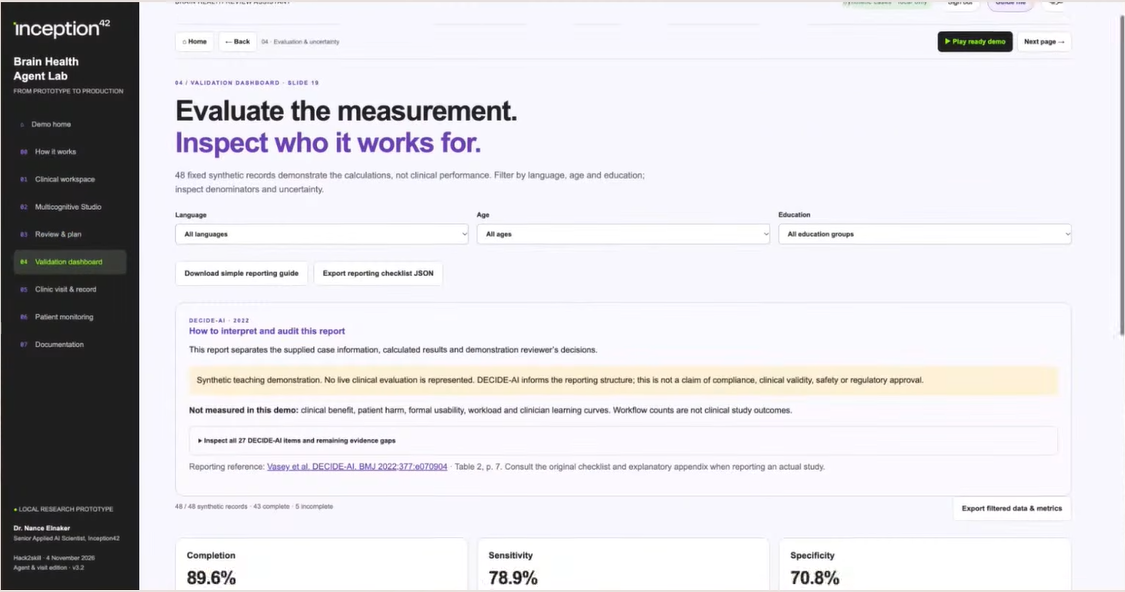 BRAIN HEALTH REVIEW ASSISTANT
Sign out
Guide me
inception42
Brain Health
Agent Lab
FROM PROTOTYPE TO PRODUCTION
Demo home
00 How it works
01 Clinical workspace
02 Multicognitive Studio
03 Review & plan
04 Validation dashboard
05 Clinic visit & record
06 Patient monitoring
07 Documentation
● LOCAL RESEARCH PROTOTYPE
Dr. Nance Elnaker
Senior Applied AI Scientist, Inception42
Hack2skill · 4 November 2026
Agent & visit edition · v3.2
⌂ Home
← Back
04 · Evaluation & uncertainty
▶ Play ready demo
Next page →
04 / VALIDATION DASHBOARD · SLIDE 19
Evaluate the measurement.
Inspect who it works for.
48 fixed synthetic records demonstrate the calculations, not clinical performance. Filter by language, age and education;
inspect denominators and uncertainty.
Language
Age
Education
All languages
All ages
All education groups
Download simple reporting guide
Export reporting checklist JSON
DECIDE-AI · 2022
How to interpret and audit this report
This report separates the supplied case information, calculated results and demonstration reviewer's decisions.
Synthetic teaching demonstration. No live clinical evaluation is represented. DECIDE-AI informs the reporting structure; this is not a claim of compliance, clinical validity, safety or regulatory approval.
Not measured in this demo: clinical benefit, patient harm, formal usability, workload and clinician learning curves. Workflow counts are not clinical study outcomes.
▸ Inspect all 27 DECIDE-AI items and remaining evidence gaps
Reporting reference: Vasey et al. DECIDE-AI. BMJ 2022;377:e070904 · Table 2, p. 7. Consult the original checklist and explanatory appendix when reporting an actual study.
48 / 48 synthetic records · 43 complete · 5 incomplete
Export filtered data & metrics
Completion
89.6%
Sensitivity
78.9%
Specificity
70.8%